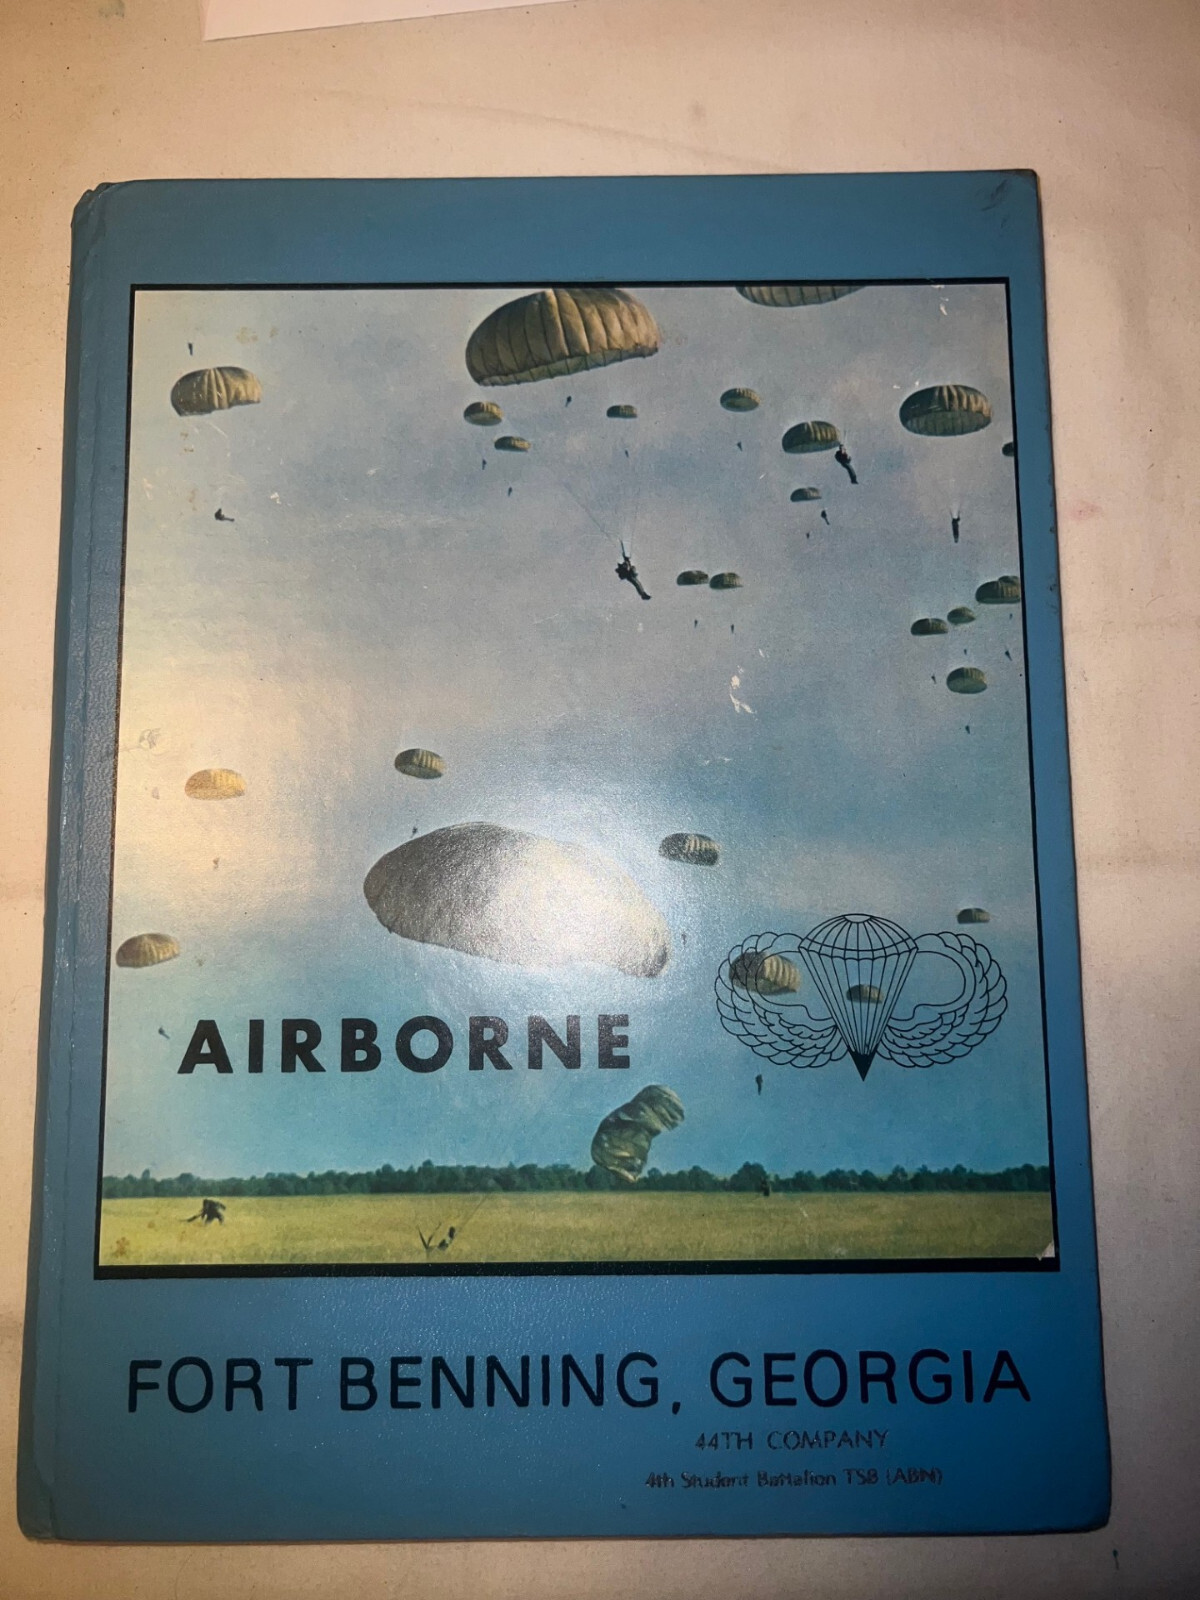 AIRBORNE
FORT BENNING, GEORGIA
44TH COMPANY
4th Student Battalion TSB (ABN)